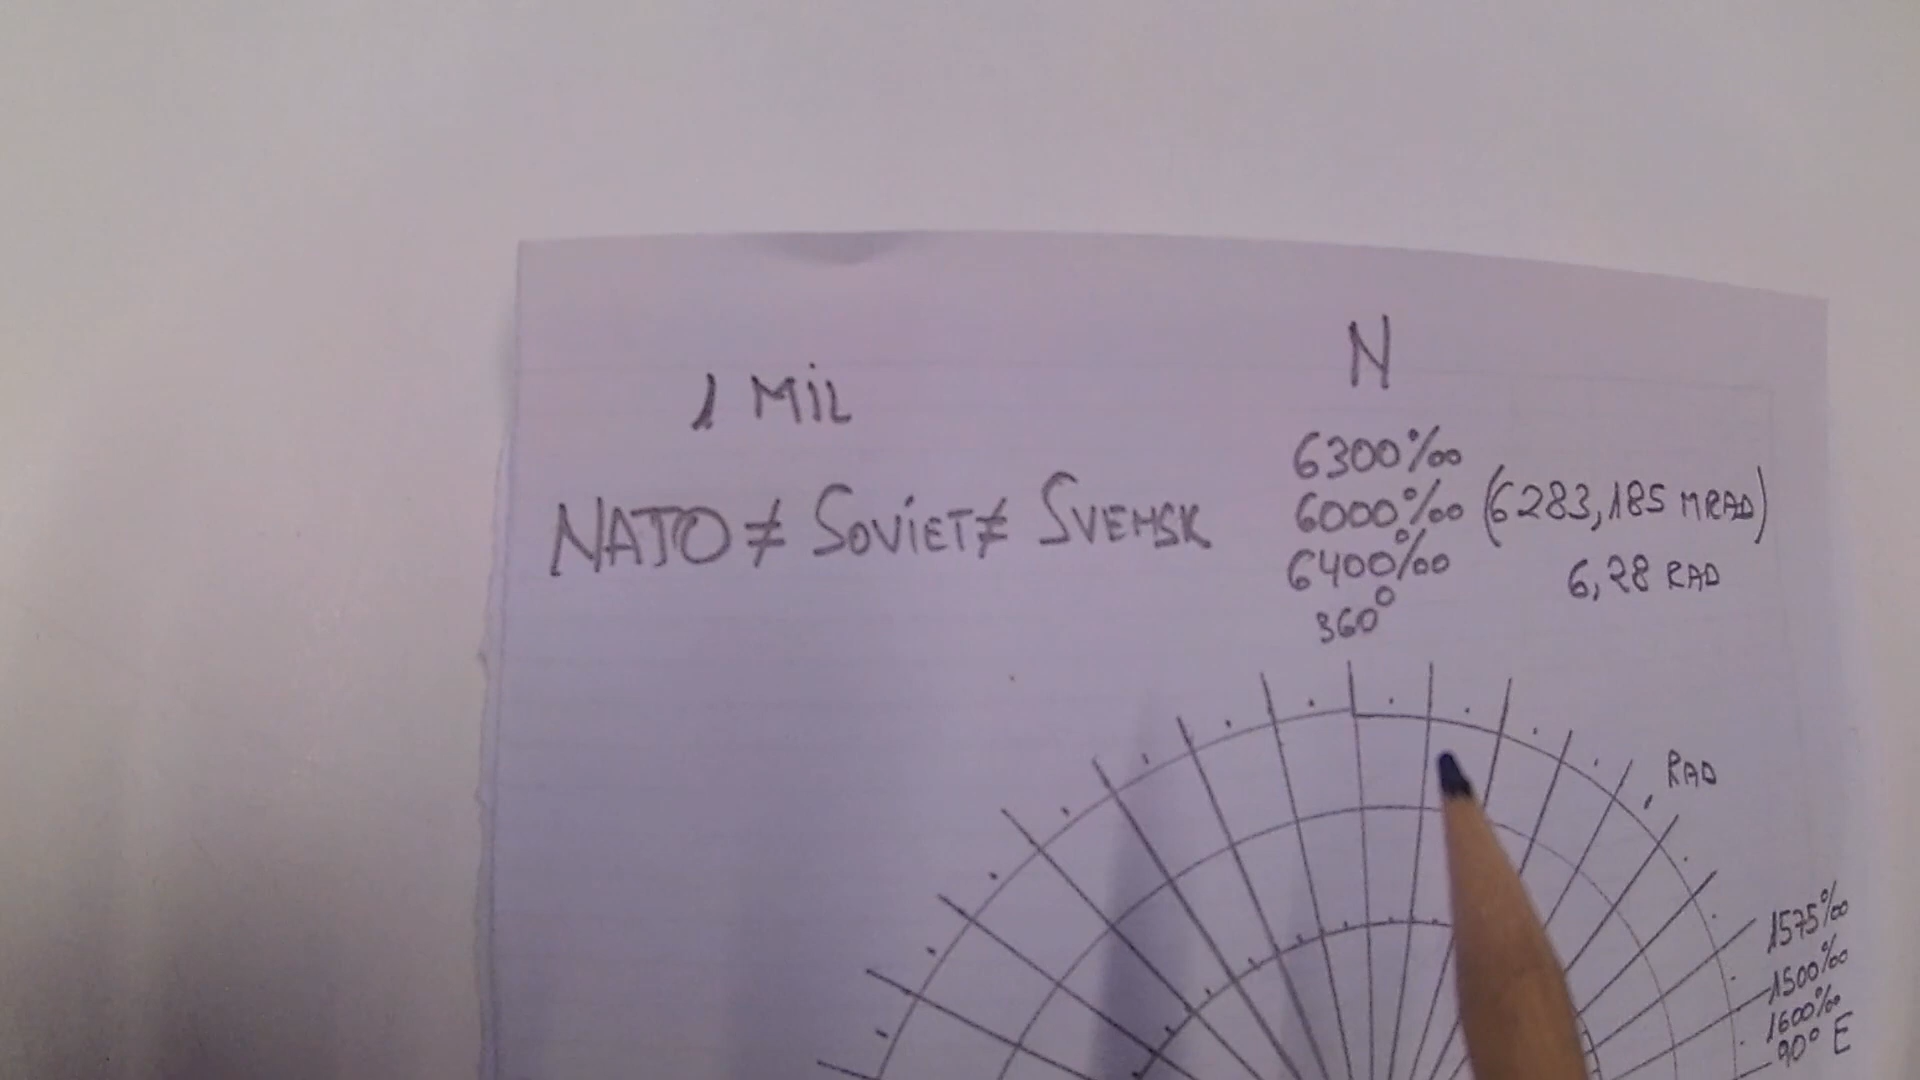 N
1 MiL
6300‰
NATO ≠ SOViET ≠ SVENSK
6000‰ (6283,185 MRAD)
6400‰ 6,28 RAD
360°
RAD
1575‰
1500‰
1600‰
90° E